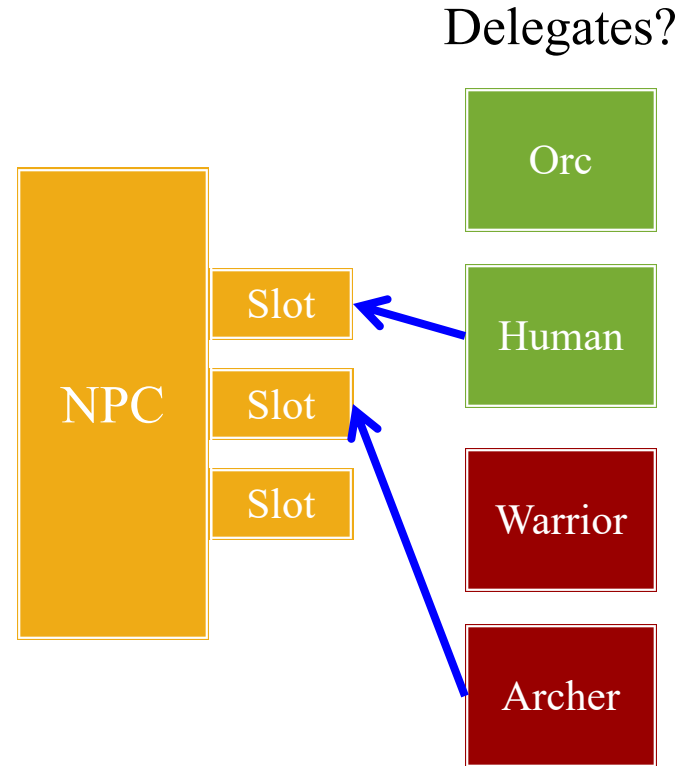 Delegates?
Orc
Slot
Human
NPC
Slot
Slot
Warrior
Archer